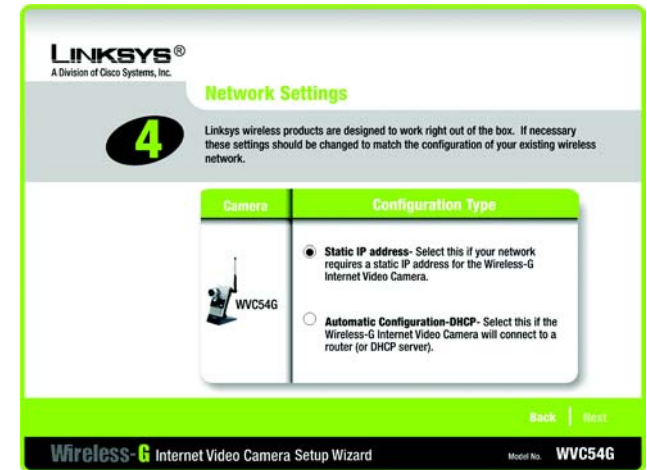 LINKSYS®
A Division of Cisco Systems, Inc.
Network Settings
4
Linksys wireless products are designed to work right out of the box. If necessary
these settings should be changed to match the configuration of your existing wireless
network.
Camera
Configuration Type
WVC54G
Static IP address- Select this if your network
requires a static IP address for the Wireless-G
Internet Video Camera.
Automatic Configuration-DHCP- Select this if the
Wireless-G Internet Video Camera will connect to a
router (or DHCP server).
Back | Next
Wireless-G Internet Video Camera Setup Wizard
Model No. WVC54G